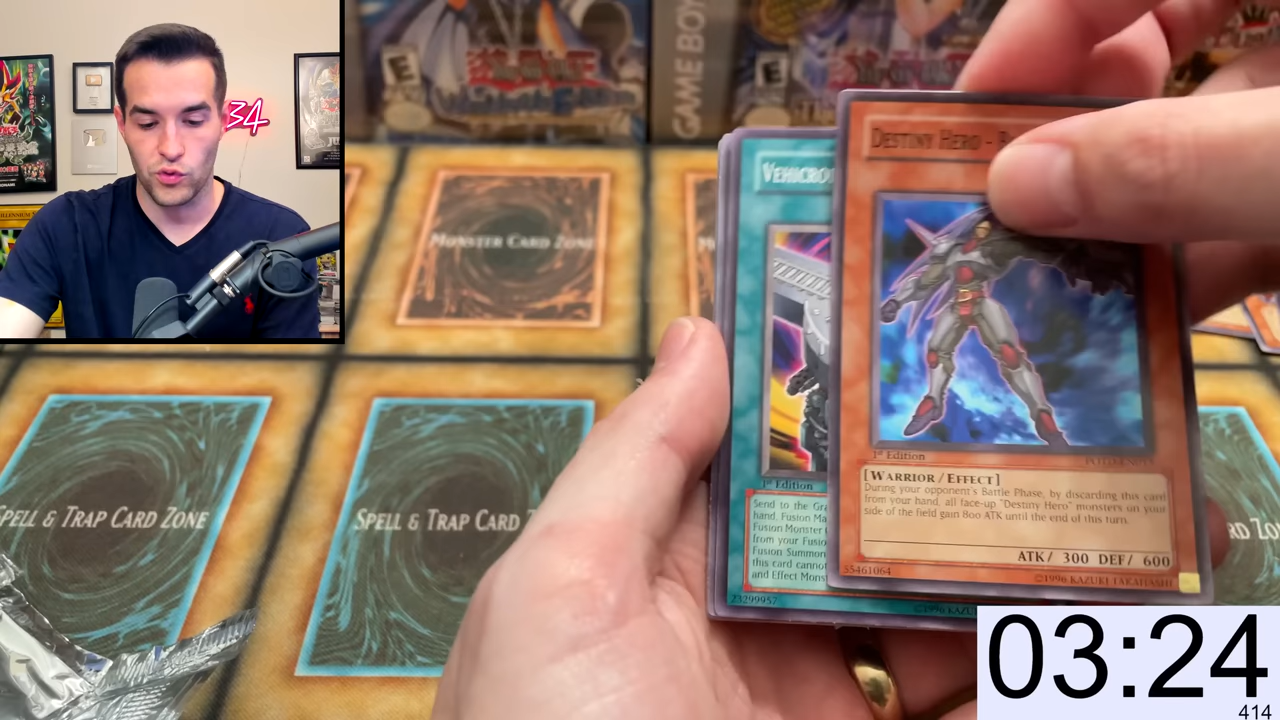 34
GAME BOY
E
E
MONSTER CARD ZONE
SPELL & TRAP CARD ZONE
SPELL & TRAP CARD Z
VEHICRO
1st Edition
Send to the Gra
hand, Fusion Ma
Fusion Monster
from your Fusio
Fusion Summon
this card cannot
and Effect Mons
23299957
©1996 KAZU
DESTINY HERO -
1st Edition
[WARRIOR / EFFECT]
During your opponent's Battle Phase, by discarding this card
from your hand, all face-up "Destiny Hero" monsters on your
side of the field gain 800 ATK until the end of this turn.
ATK/ 300 DEF/ 600
35461064
©1996 KAZUKI TAKAHASHI
03:24
414